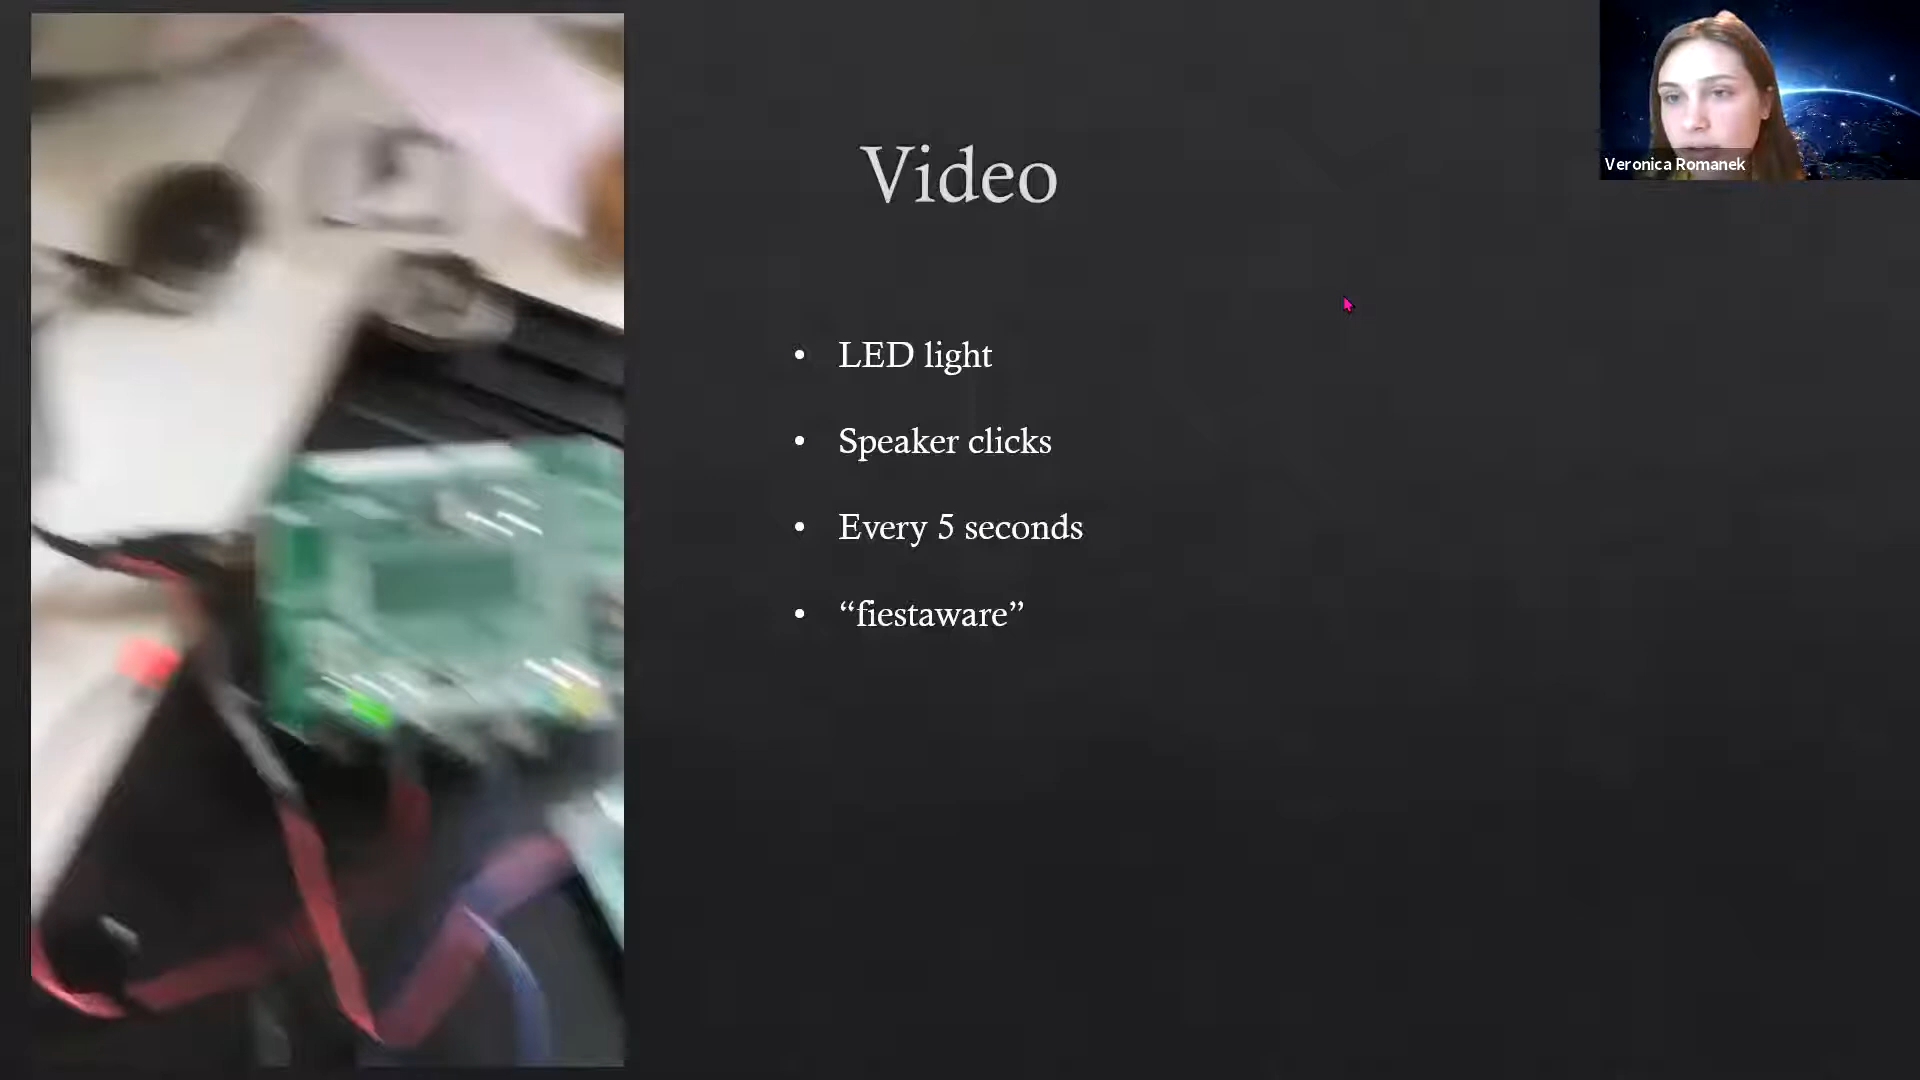 Video
Veronica Romanek
• LED light
• Speaker clicks
• Every 5 seconds
• “fiestaware”